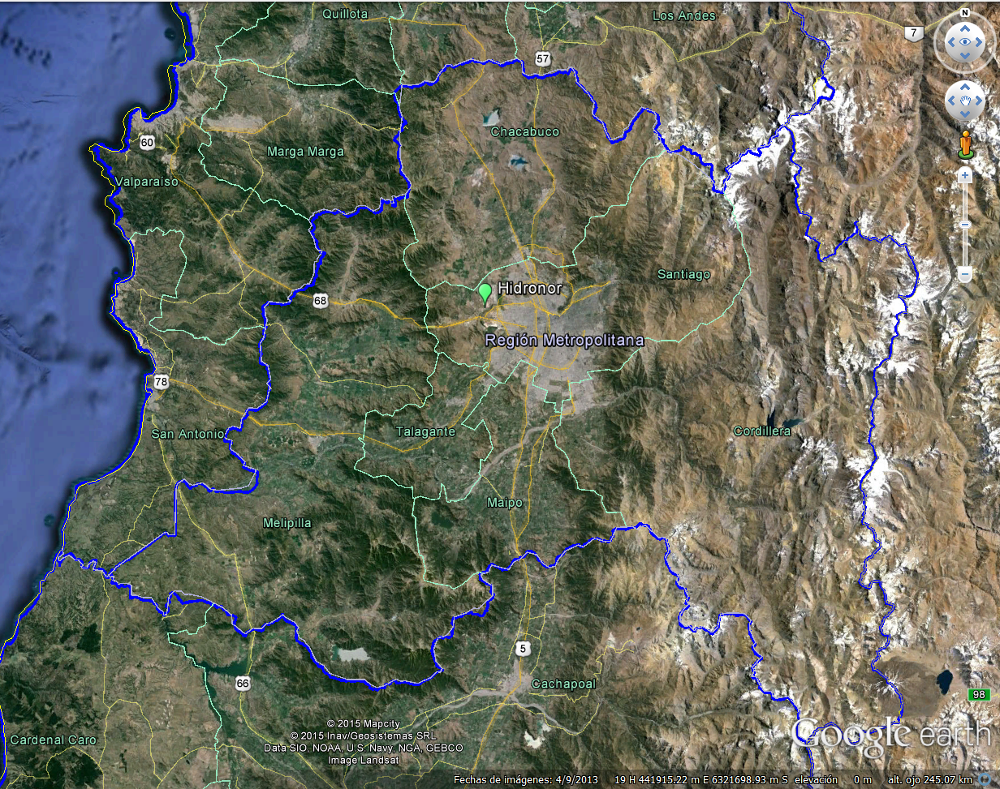 Quillota
Los Andes
N
7
57
Chacabuco
60
Marga Marga
Valparaíso
Santiago
Hidronor
68
Región Metropolitana
78
San Antonio
Talagante
Cordillera
Maipo
Melipilla
5
66
Cachapoal
98
© 2015 Mapcity
© 2015 Inav/Geosistemas SRL
Data SIO, NOAA, U.S. Navy, NGA, GEBCO
Image Landsat
Cardenal Caro
Google earth
Fechas de imágenes: 4/9/2013 19 H 441915.22 m E 6321698.93 m S elevación 0 m alt. ojo 245.07 km